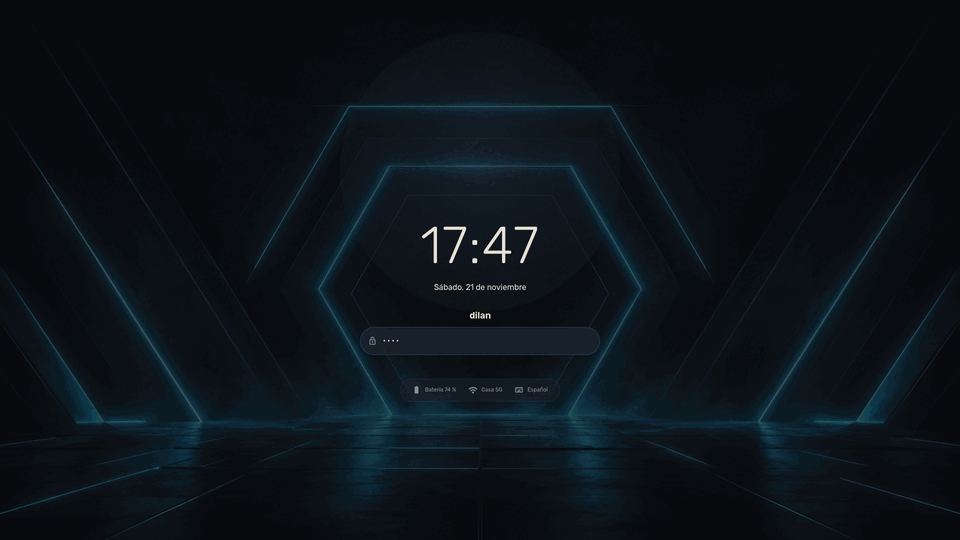 17:47
Sábado, 21 de noviembre
dilan
····
Batería 74 % Casa 5G Español